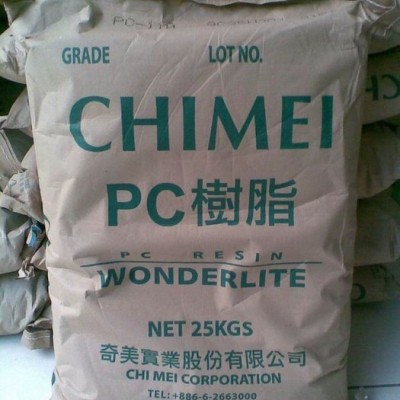 GRADE LOT NO.
CHIMEI
PC樹脂
PC RESIN
WONDERLITE
NET 25KGS
奇美實業股份有限公司
CHI MEI CORPORATION
TEL: +886-6-2663000